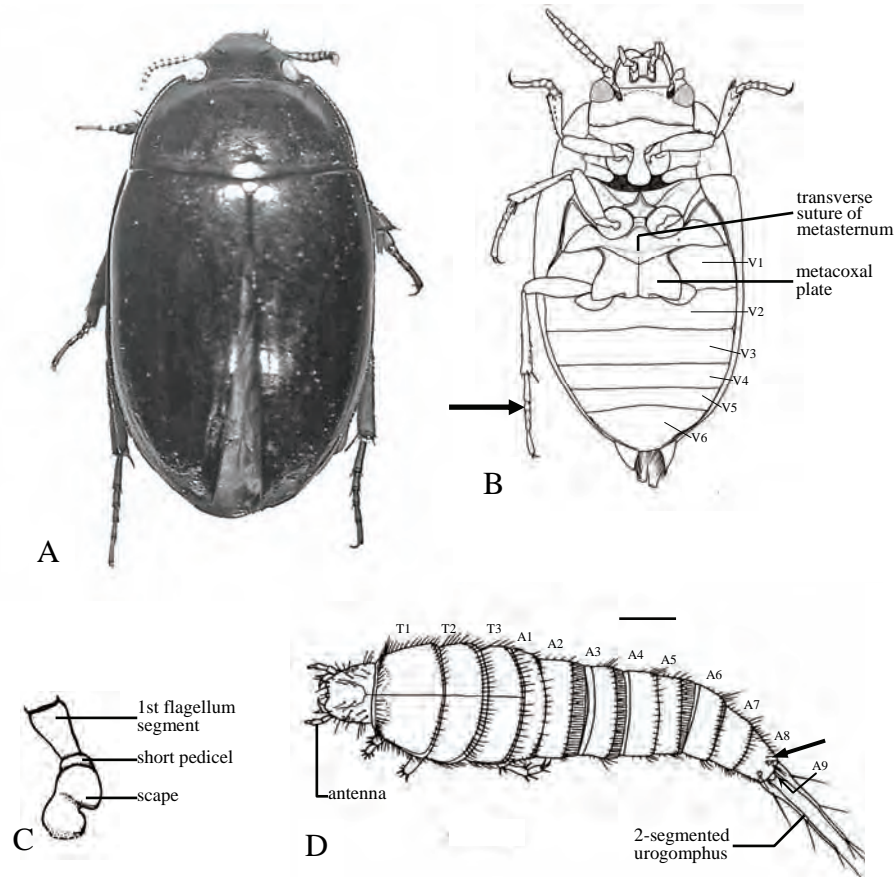 transverse
suture of
metasternum
V1
metacoxal
plate
V2
V3
V4
V5
V6
B
A
T1 T2 T3 A1 A2 A3 A4 A5 A6 A7 A8 A9
1st flagellum
segment
short pedicel
scape
C
antenna
D
2-segmented
urogomphus